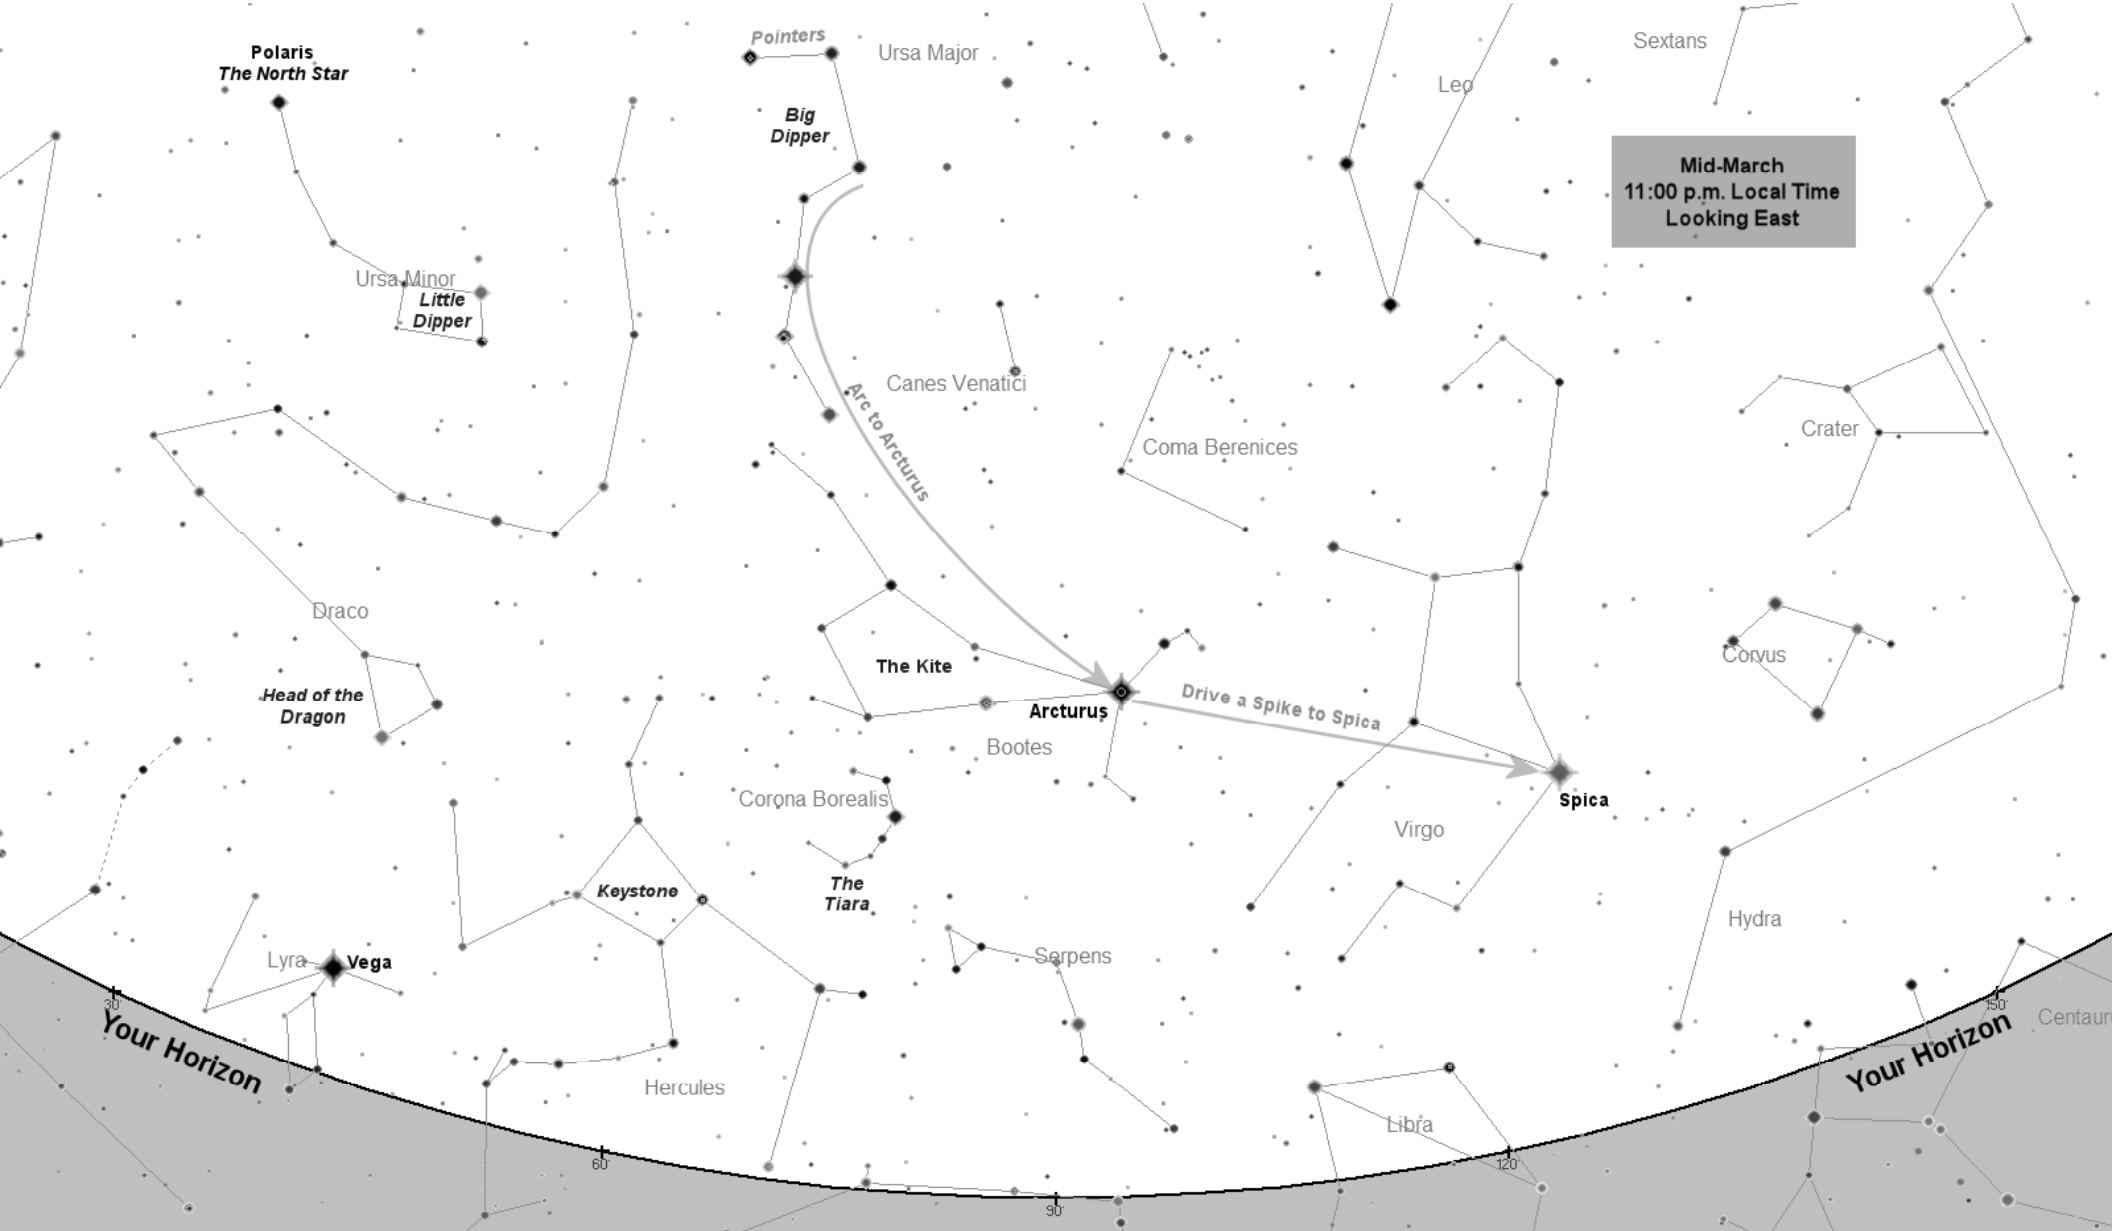 Pointers
Ursa Major
Sextans
Polaris
The North Star
Leo
Big
Dipper
Mid-March
11:00 p.m. Local Time
Looking East
Ursa Minor
Little
Dipper
Canes Venatici
Arc to Arcturus
Coma Berenices
Crater
Draco
The Kite
Corvus
Head of the
Dragon
Arcturus
Drive a Spike to Spica
Bootes
Corona Borealis
Spica
Virgo
The
Tiara
Keystone
Hydra
Lyra
Vega
Serpens
30°
150°
Your Horizon
Your Horizon
Hercules
Libra
60°
120°
90°